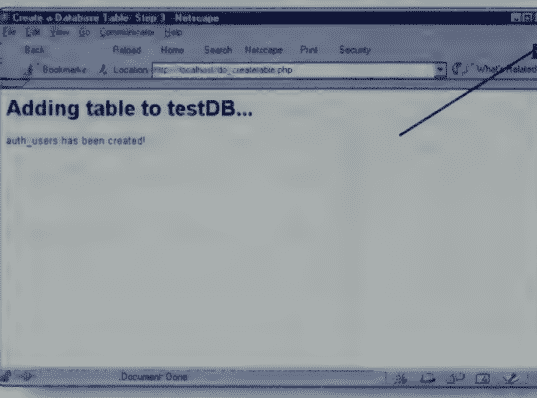 Create a Database Table: Step 3 - Netscape
File Edit View Go Communicator Help
Back Reload Home Search Netscape Print Security
Bookmarks Location http://localhost/do_createtable.php What's Related
Adding table to testDB...
auth_users has been created!
Document: Done